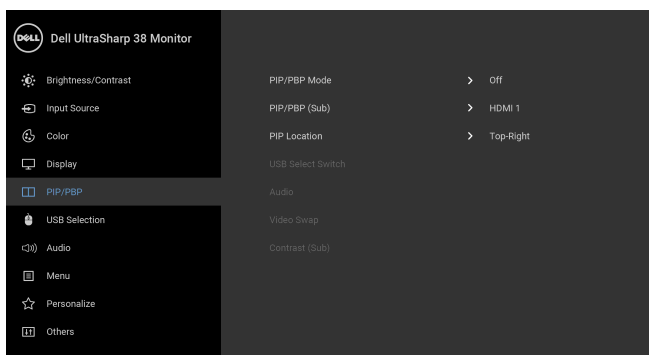 DELL Dell UltraSharp 38 Monitor
Brightness/Contrast
Input Source
Color
Display
PIP/PBP
USB Selection
Audio
Menu
Personalize
Others
PIP/PBP Mode > Off
PIP/PBP (Sub) > HDMI 1
PIP Location > Top-Right
USB Select Switch
Audio
Video Swap
Contrast (Sub)